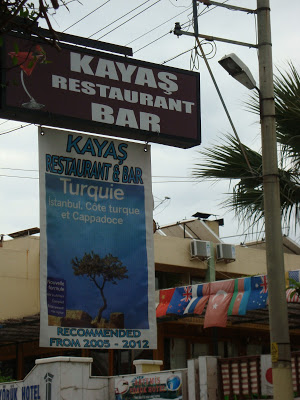 KAYAŞ
RESTAURANT
BAR
KAYAŞ
RESTAURANT & BAR
Turquie
Istanbul, Côte turque
et Cappadoce
RECOMMENDED
FROM 2005 - 2012
HOTEL